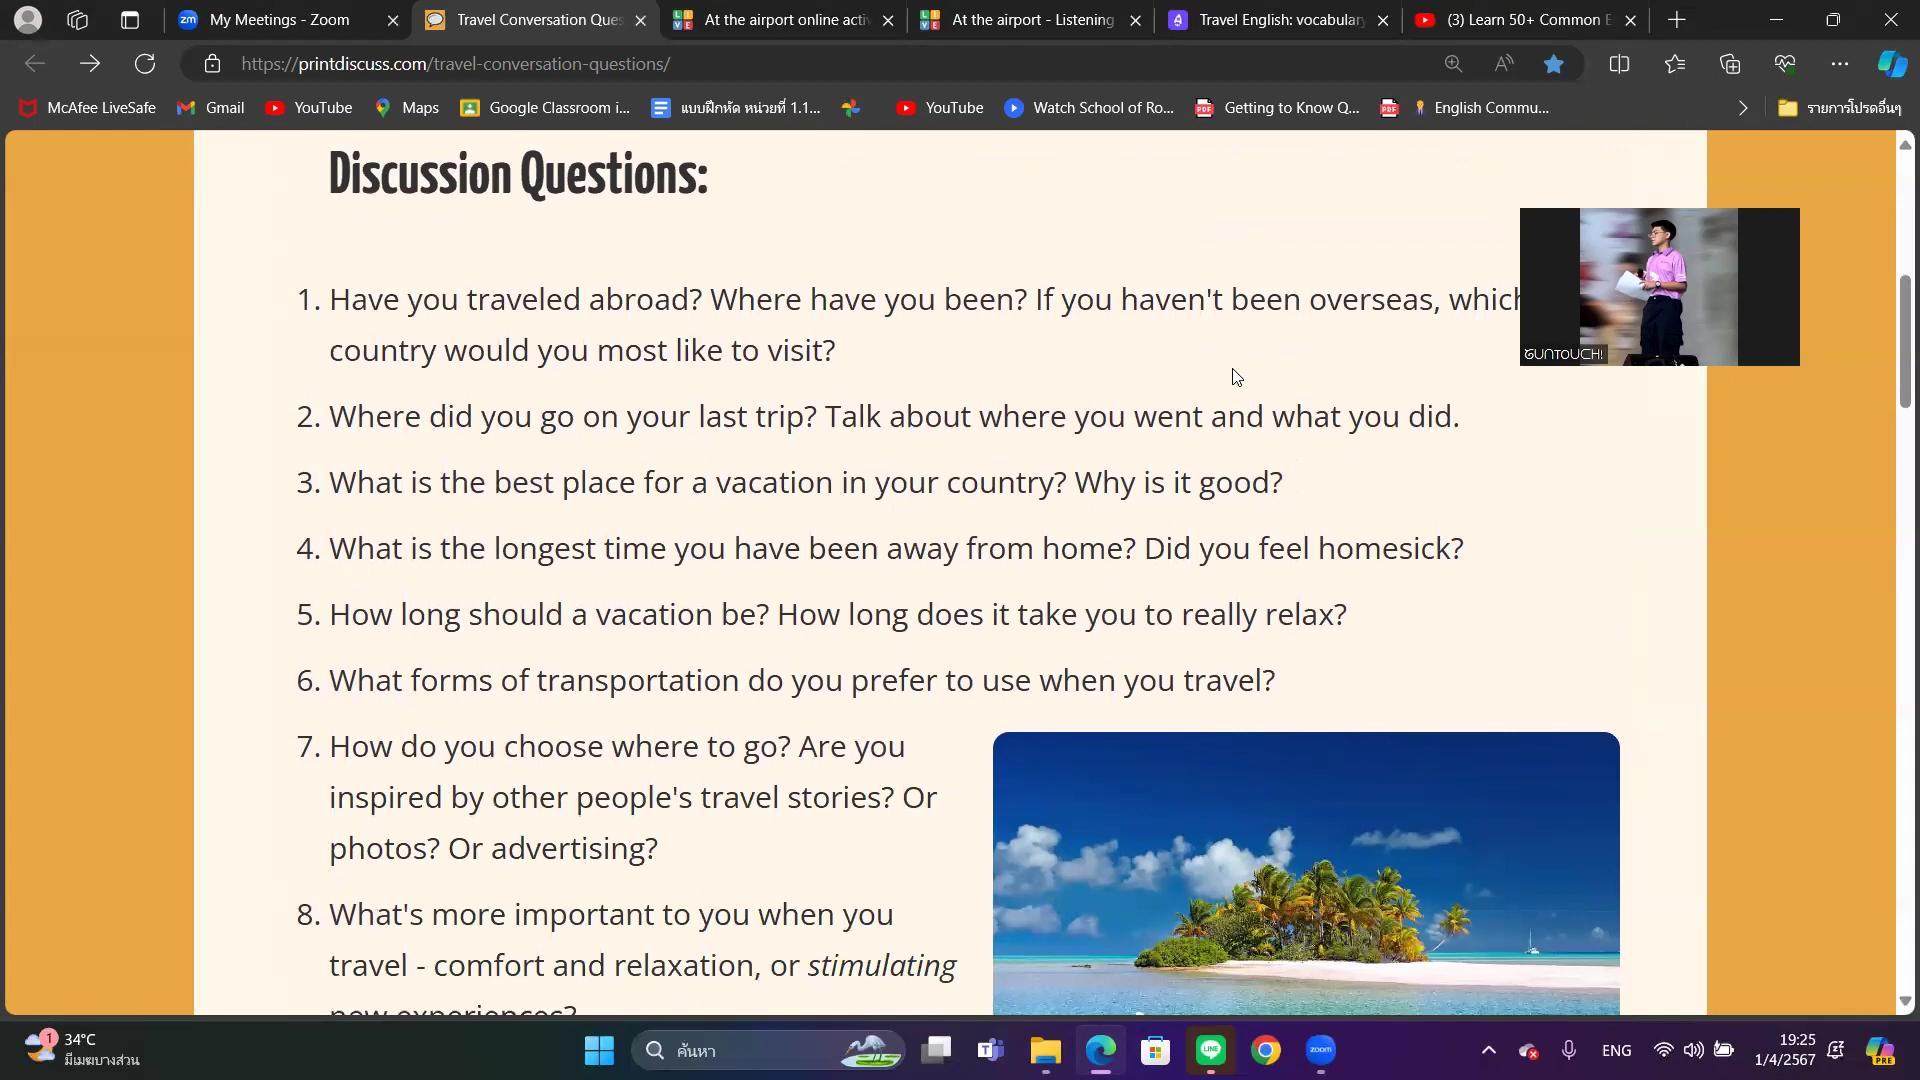 My Meetings - Zoom
Travel Conversation Ques
At the airport online activ
At the airport - Listening
Travel English: vocabulary
(3) Learn 50+ Common E
https://printdiscuss.com/travel-conversation-questions/
McAfee LiveSafe
Gmail
YouTube
Maps
Google Classroom i...
แบบฝึกหัด หน่วยที่ 1.1...
YouTube
Watch School of Ro...
Getting to Know Q...
English Commu...
รายการโปรดอื่นๆ
Discussion Questions:
1. Have you traveled abroad? Where have you been? If you haven't been overseas, which
country would you most like to visit?
GUNTOUCH!
2. Where did you go on your last trip? Talk about where you went and what you did.
3. What is the best place for a vacation in your country? Why is it good?
4. What is the longest time you have been away from home? Did you feel homesick?
5. How long should a vacation be? How long does it take you to really relax?
6. What forms of transportation do you prefer to use when you travel?
7. How do you choose where to go? Are you
inspired by other people's travel stories? Or
photos? Or advertising?
8. What's more important to you when you
travel - comfort and relaxation, or stimulating
new experiences?
1
34°C
มีเมฆบางส่วน
ค้นหา
LINE
zoom
ENG
19:25
1/4/2567
PRE